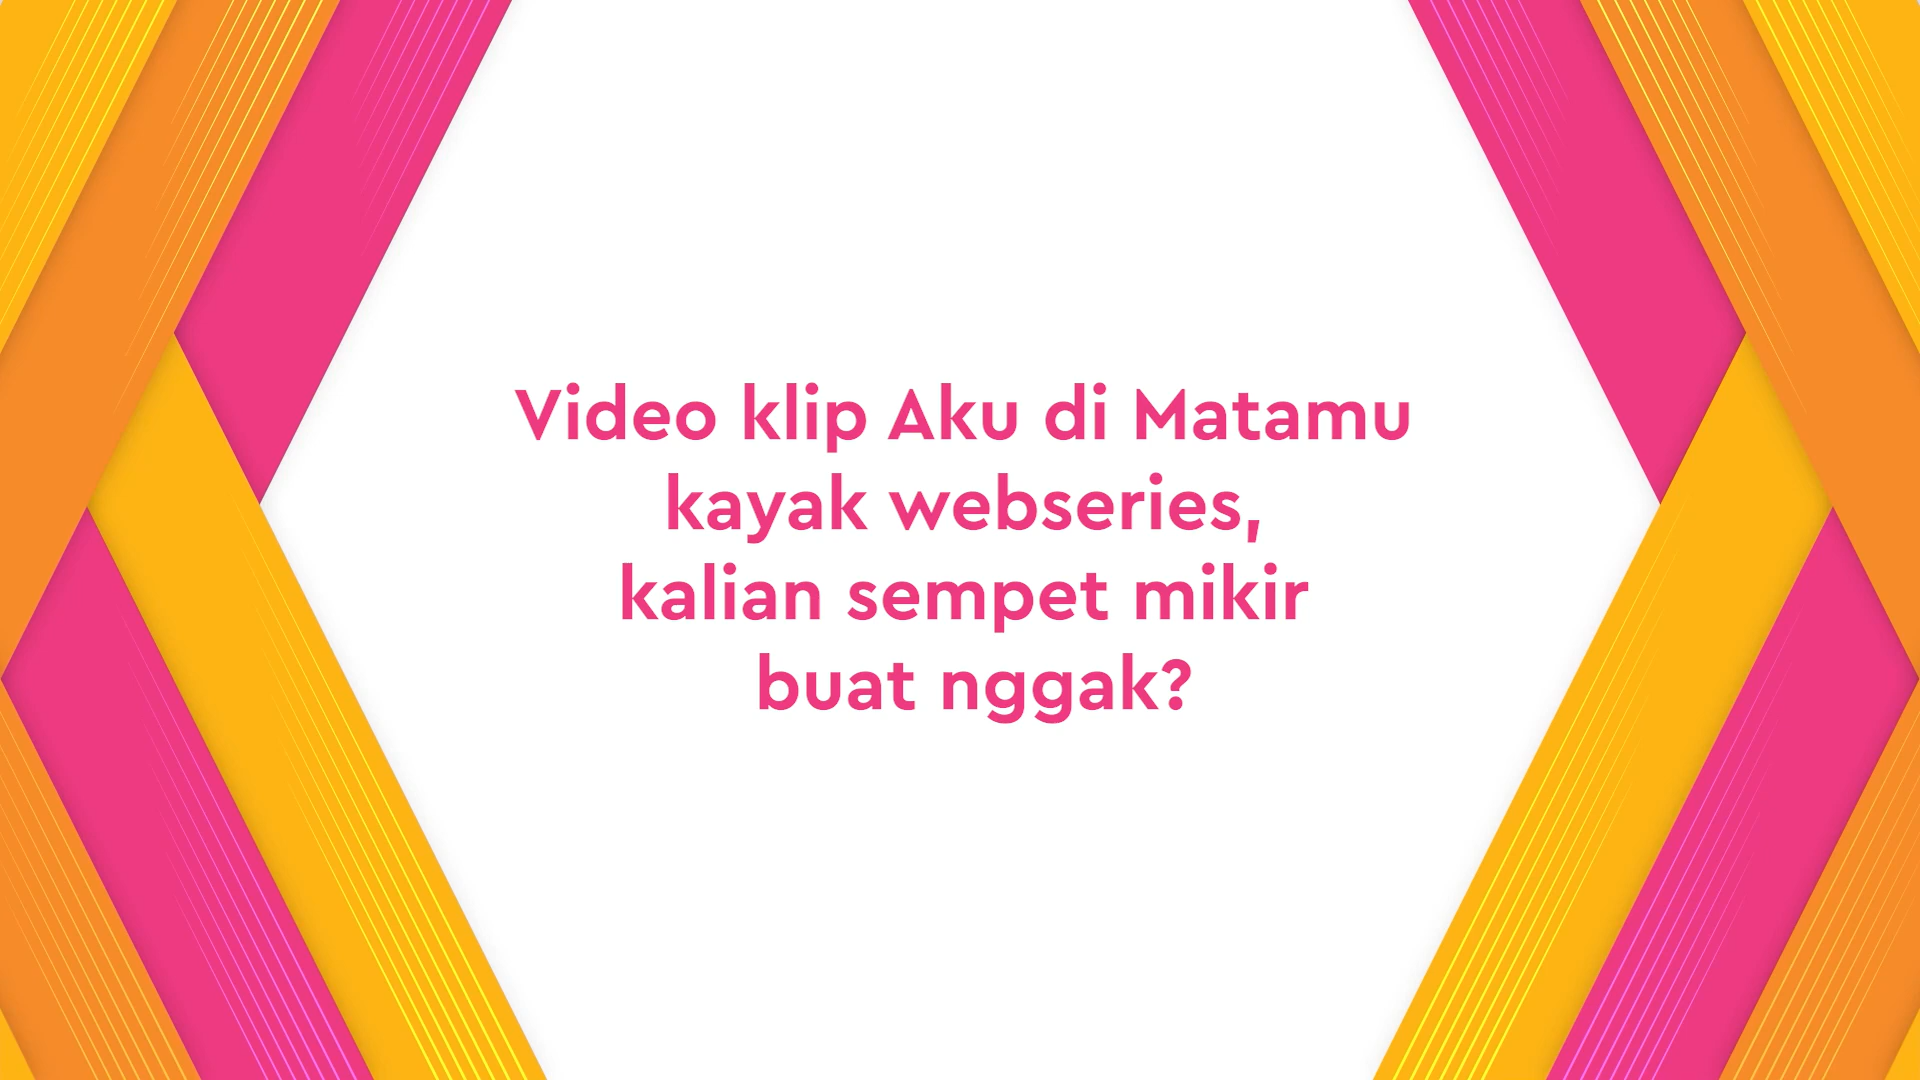 Video klip Aku di Matamu
kayak webseries,
kalian sempet mikir
buat nggak?